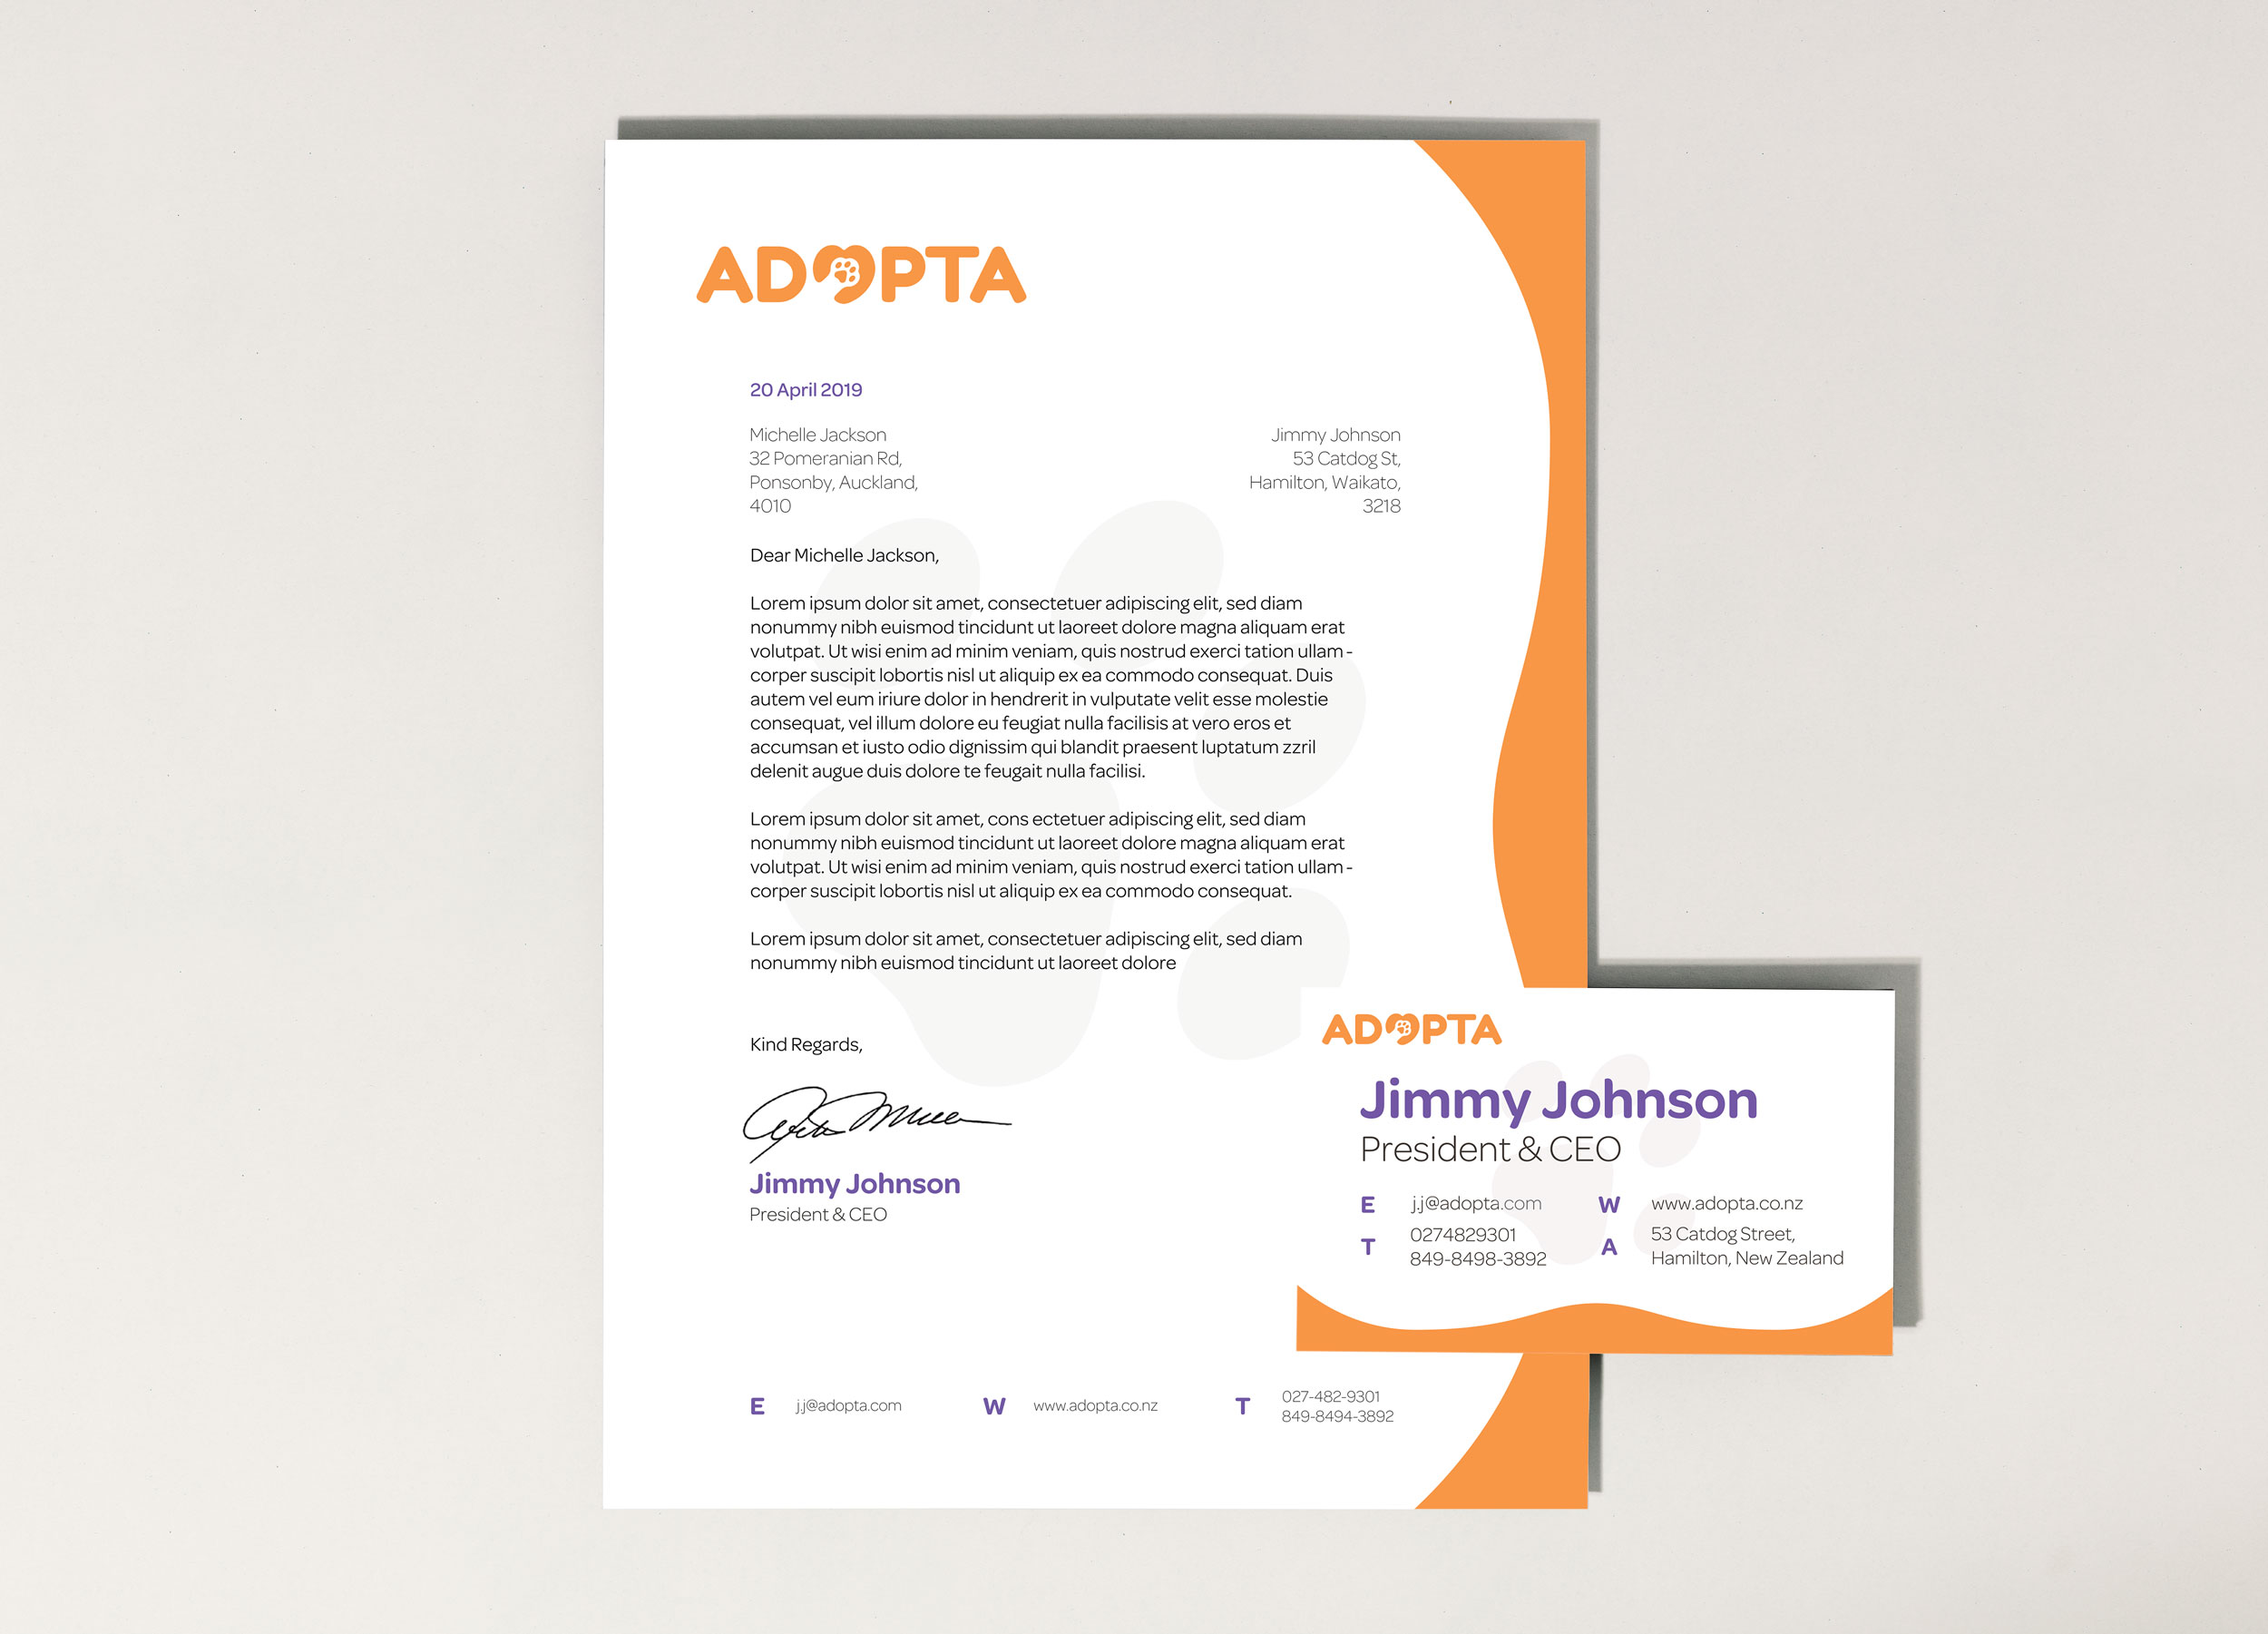 ADOPTA
20 April 2019
Michelle Jackson
32 Pomeranian Rd,
Ponsonby, Auckland,
4010
Jimmy Johnson
53 Catdog St,
Hamilton, Waikato,
3218
Dear Michelle Jackson,
Lorem ipsum dolor sit amet, consectetuer adipiscing elit, sed diam
nonummy nibh euismod tincidunt ut laoreet dolore magna aliquam erat
volutpat. Ut wisi enim ad minim veniam, quis nostrud exerci tation ullam-
corper suscipit lobortis nisl ut aliquip ex ea commodo consequat. Duis
autem vel eum iriure dolor in hendrerit in vulputate velit esse molestie
consequat, vel illum dolore eu feugiat nulla facilisis at vero eros et
accumsan et iusto odio dignissim qui blandit praesent luptatum zzril
delenit augue duis dolore te feugait nulla facilisi.
Lorem ipsum dolor sit amet, cons ectetuer adipiscing elit, sed diam
nonummy nibh euismod tincidunt ut laoreet dolore magna aliquam erat
volutpat. Ut wisi enim ad minim veniam, quis nostrud exerci tation ullam-
corper suscipit lobortis nisl ut aliquip ex ea commodo consequat.
Lorem ipsum dolor sit amet, consectetuer adipiscing elit, sed diam
nonummy nibh euismod tincidunt ut laoreet dolore
Kind Regards,
Jimmy Johnson
President & CEO
E j.j@adopta.com W www.adopta.co.nz T 027-482-9301
849-8494-3892
ADOPTA
Jimmy Johnson
President & CEO
E j.j@adopta.com
T 0274829301
849-8498-3892
W www.adopta.co.nz
A 53 Catdog Street,
Hamilton, New Zealand